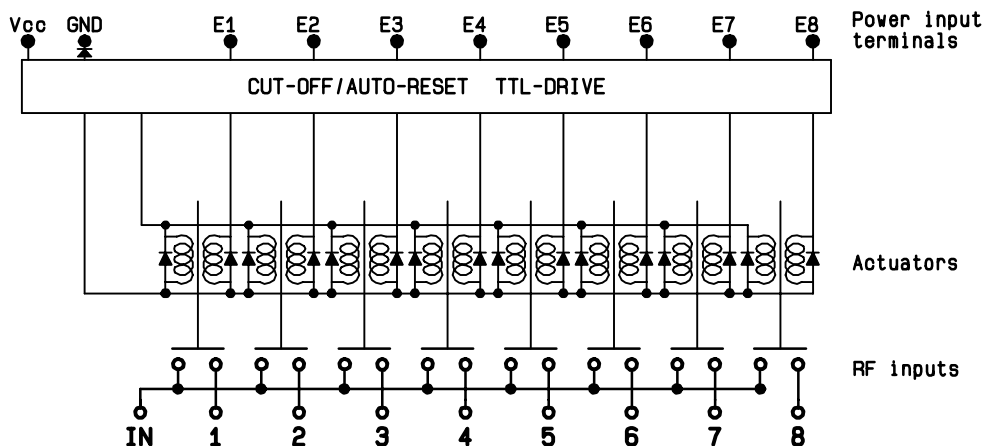 Vcc GND E1 E2 E3 E4 E5 E6 E7 E8 Power input
terminals
CUT-OFF/AUTO-RESET TTL-DRIVE
Actuators
RF inputs
IN 1 2 3 4 5 6 7 8